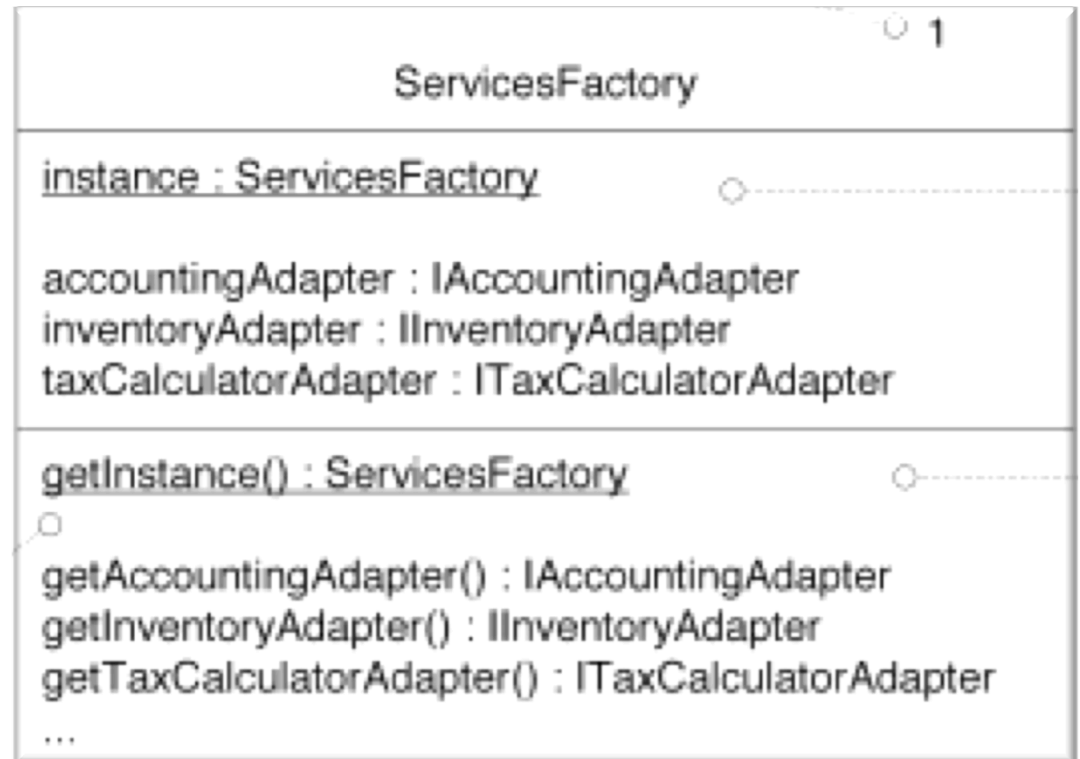 1
ServicesFactory
instance : ServicesFactory
accountingAdapter : IAccountingAdapter
inventoryAdapter : IInventoryAdapter
taxCalculatorAdapter : ITaxCalculatorAdapter
getInstance() : ServicesFactory
getAccountingAdapter() : IAccountingAdapter
getInventoryAdapter() : IInventoryAdapter
getTaxCalculatorAdapter() : ITaxCalculatorAdapter
...